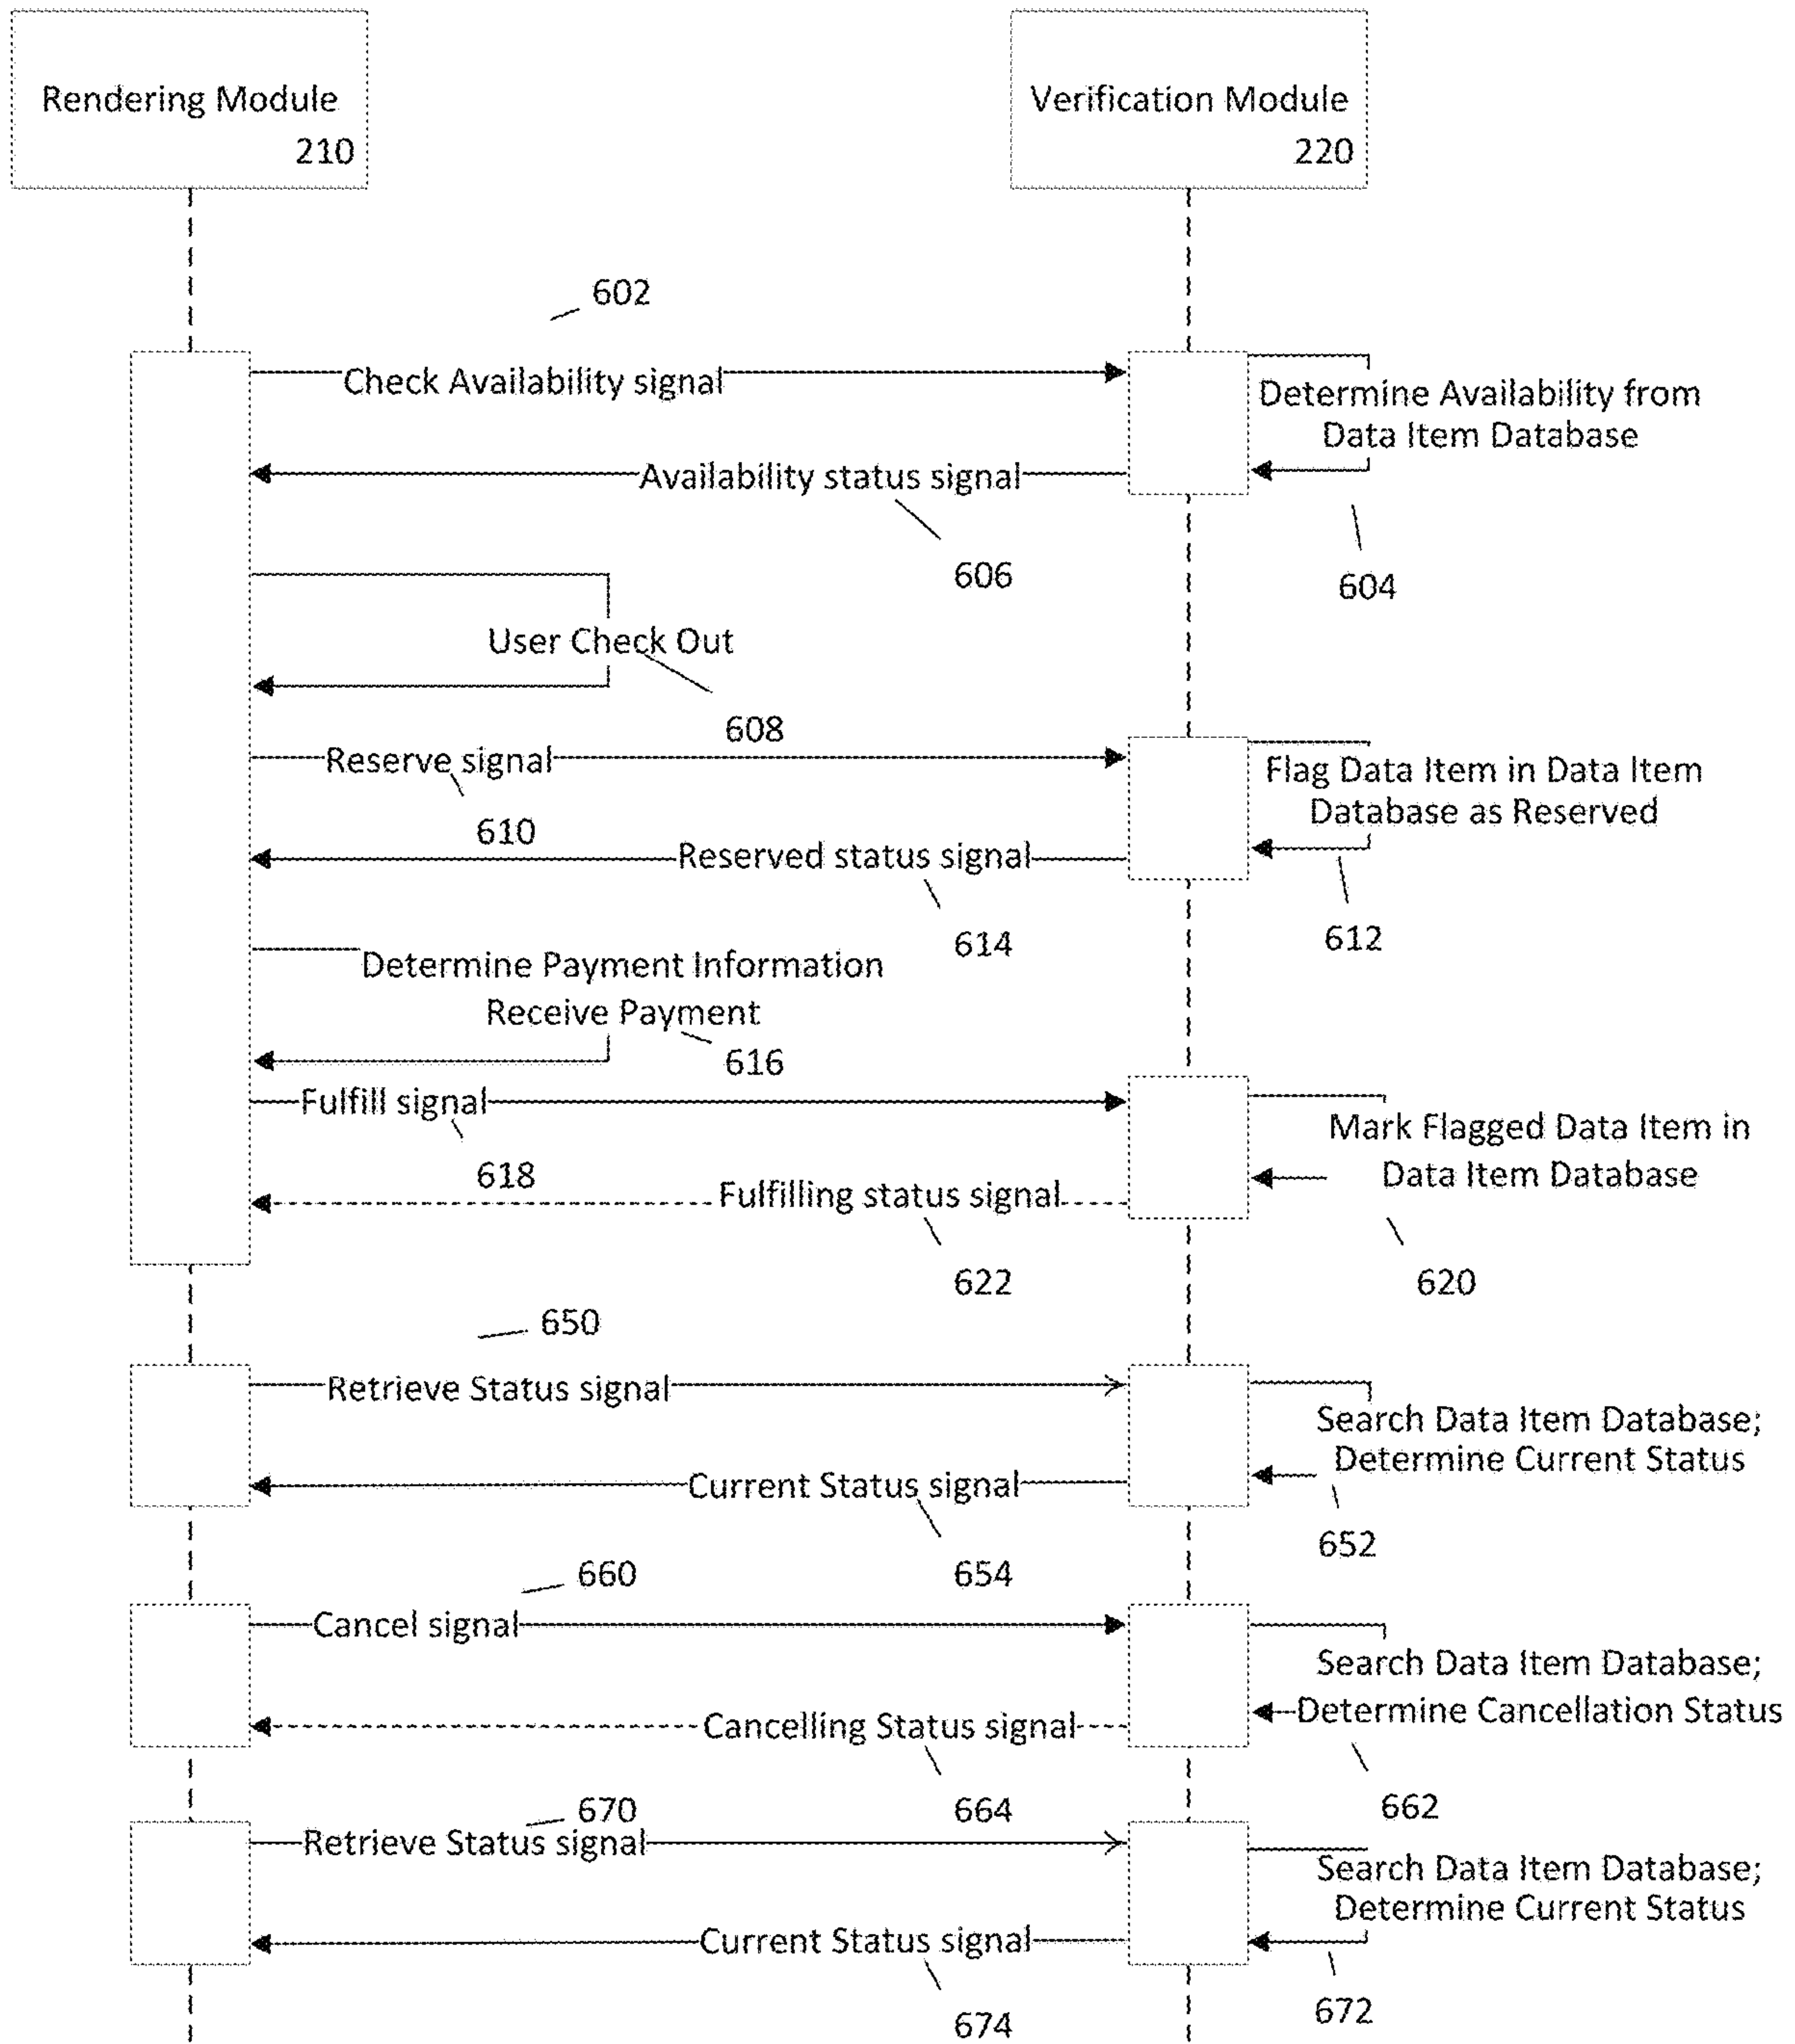 Rendering Module
210
Verification Module
220
602
Check Availability signal
Determine Availability from
Data Item Database
Availability status signal
606
604
User Check Out
608
Reserve signal
Flag Data Item in Data Item
Database as Reserved
610
Reserved status signal
614
612
Determine Payment Information
Receive Payment
616
Fulfill signal
Mark Flagged Data Item in
Data Item Database
618
Fulfilling status signal
622
620
650
Retrieve Status signal
Search Data Item Database;
Determine Current Status
Current Status signal
652
660
654
Cancel signal
Search Data Item Database;
Determine Cancellation Status
Cancelling Status signal
670
664
662
Retrieve Status signal
Search Data Item Database;
Determine Current Status
Current Status signal
672
674